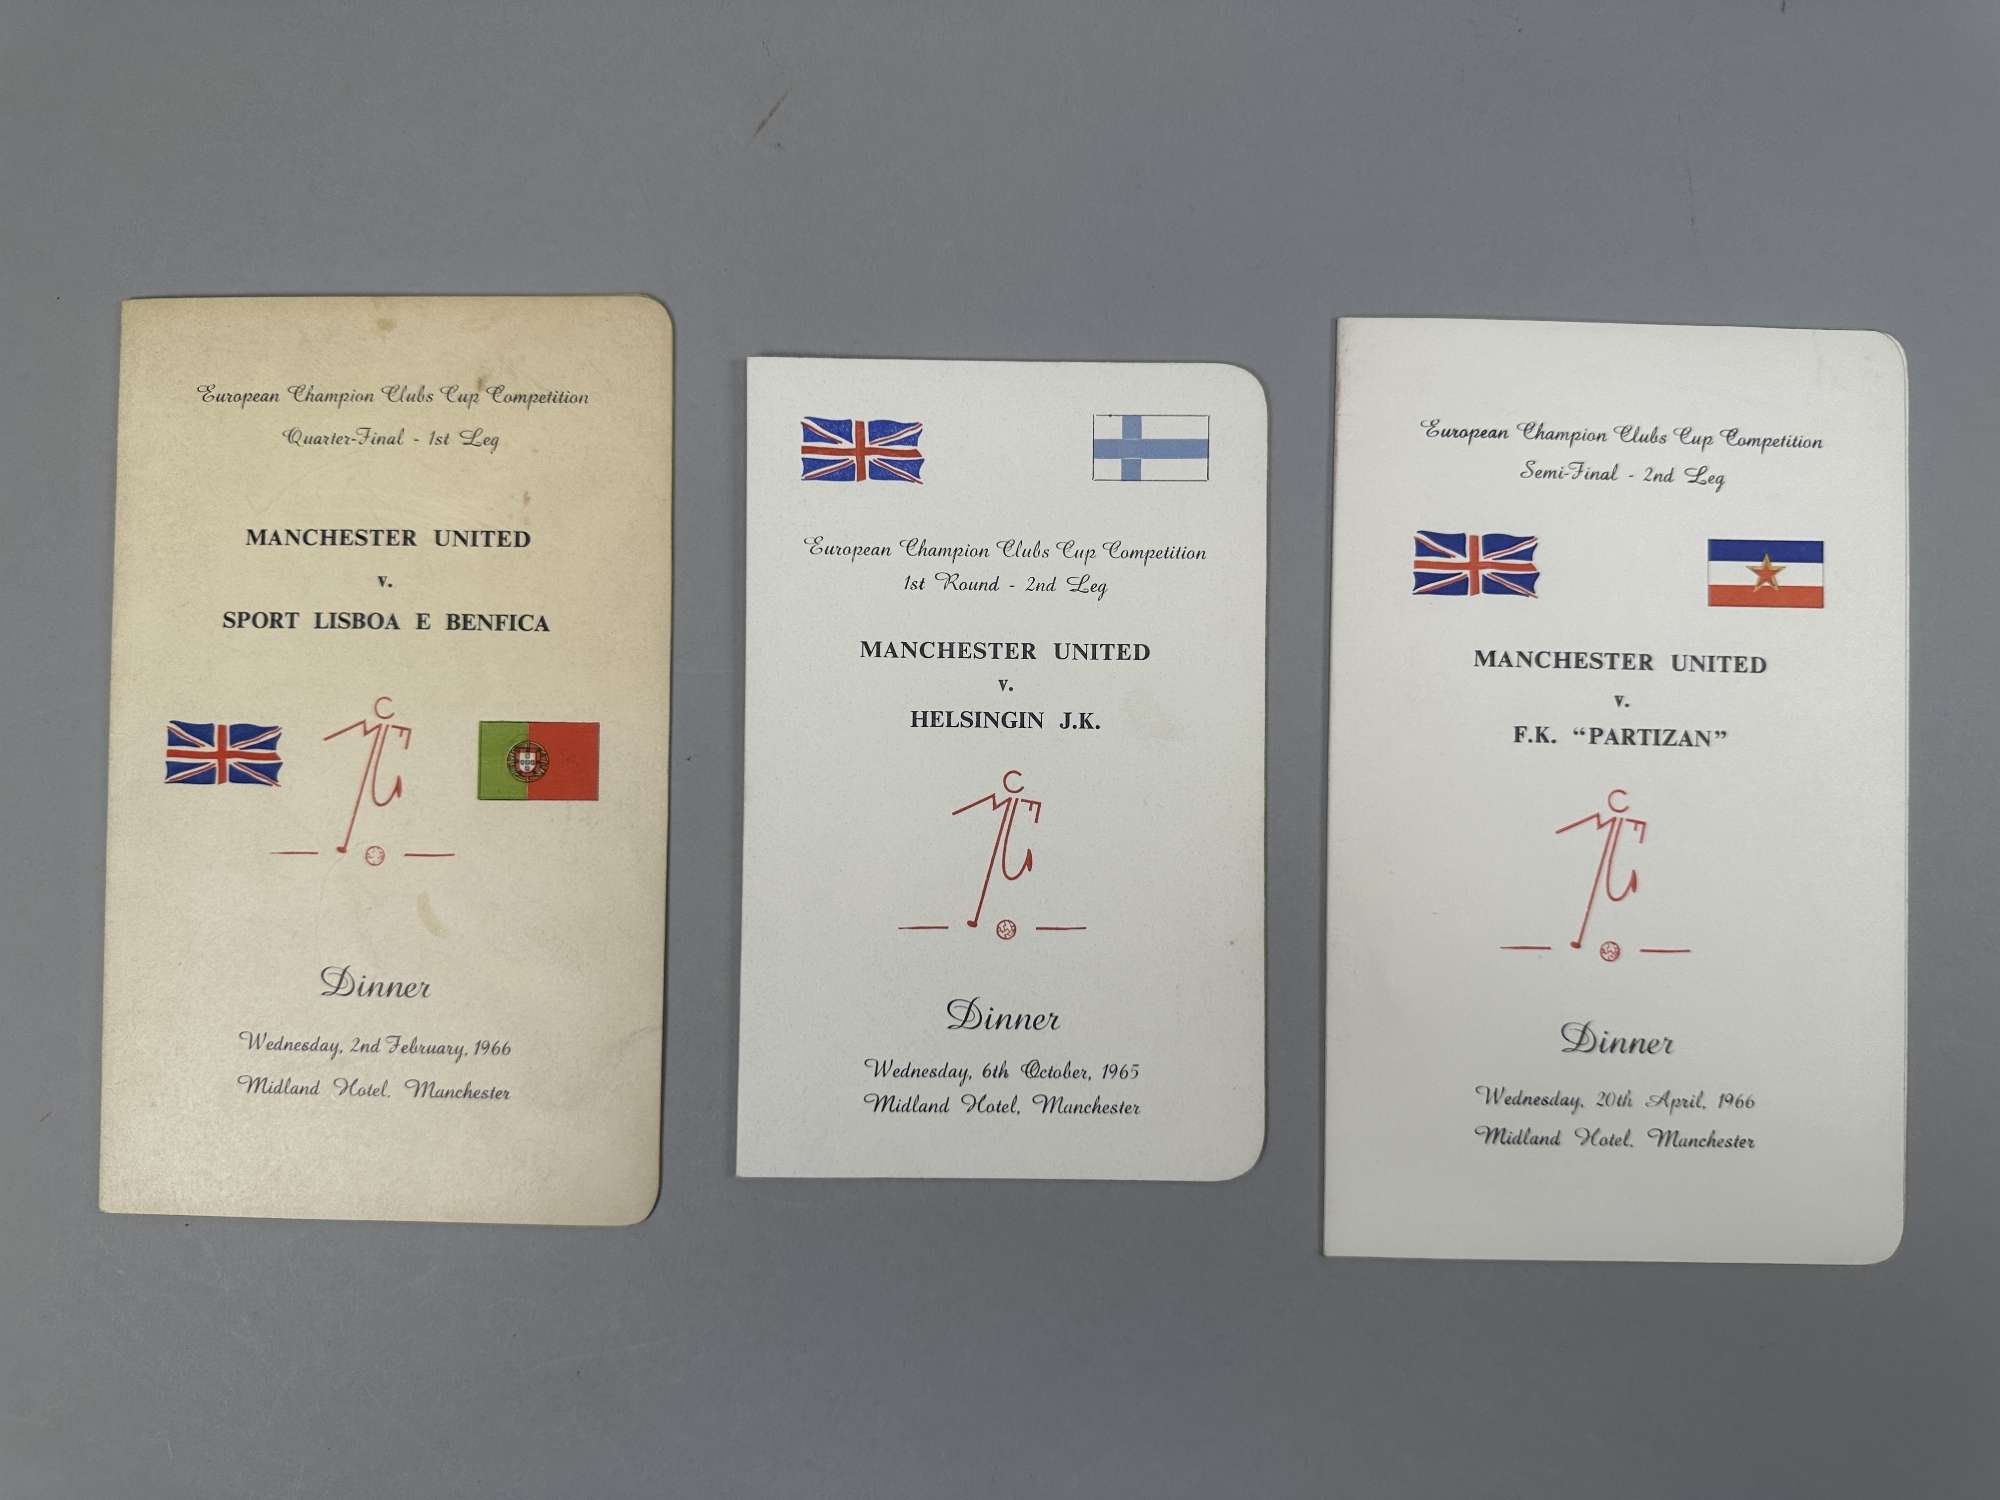 European Champion Clubs Cup Competition
Quarter-Final - 1st Leg
MANCHESTER UNITED
v.
SPORT LISBOA E BENFICA
Dinner
Wednesday, 2nd February, 1966
Midland Hotel, Manchester
European Champion Clubs Cup Competition
1st Round - 2nd Leg
MANCHESTER UNITED
v.
HELSINGIN J.K.
Dinner
Wednesday, 6th October, 1965
Midland Hotel, Manchester
European Champion Clubs Cup Competition
Semi-Final - 2nd Leg
MANCHESTER UNITED
v.
F.K. “PARTIZAN”
Dinner
Wednesday, 20th April, 1966
Midland Hotel, Manchester